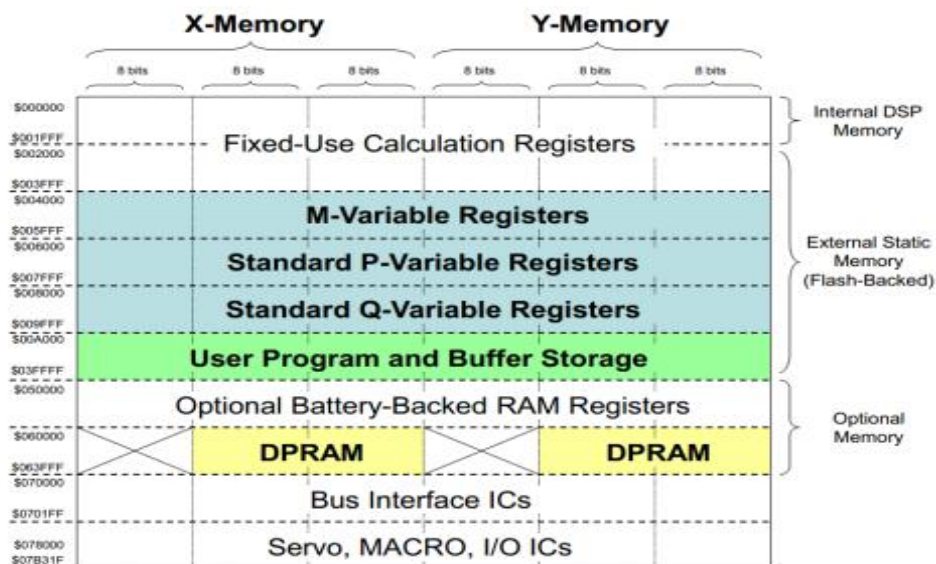 X-Memory Y-Memory
8 bits 8 bits 8 bits 8 bits 8 bits 8 bits
$000000
Internal DSP
Memory
$001FFF
Fixed-Use Calculation Registers
$002000
$003FFF
$004000
M-Variable Registers
$005FFF
$006000
Standard P-Variable Registers
External Static
Memory
(Flash-Backed)
$007FFF
$008000
Standard Q-Variable Registers
$009FFF
$00A000
User Program and Buffer Storage
$03FFFF
$050000
Optional Battery-Backed RAM Registers
Optional
Memory
$060000
DPRAM DPRAM
$063FFF
$070000
Bus Interface ICs
$0701FF
$078000
Servo, MACRO, I/O ICs
$07B31F